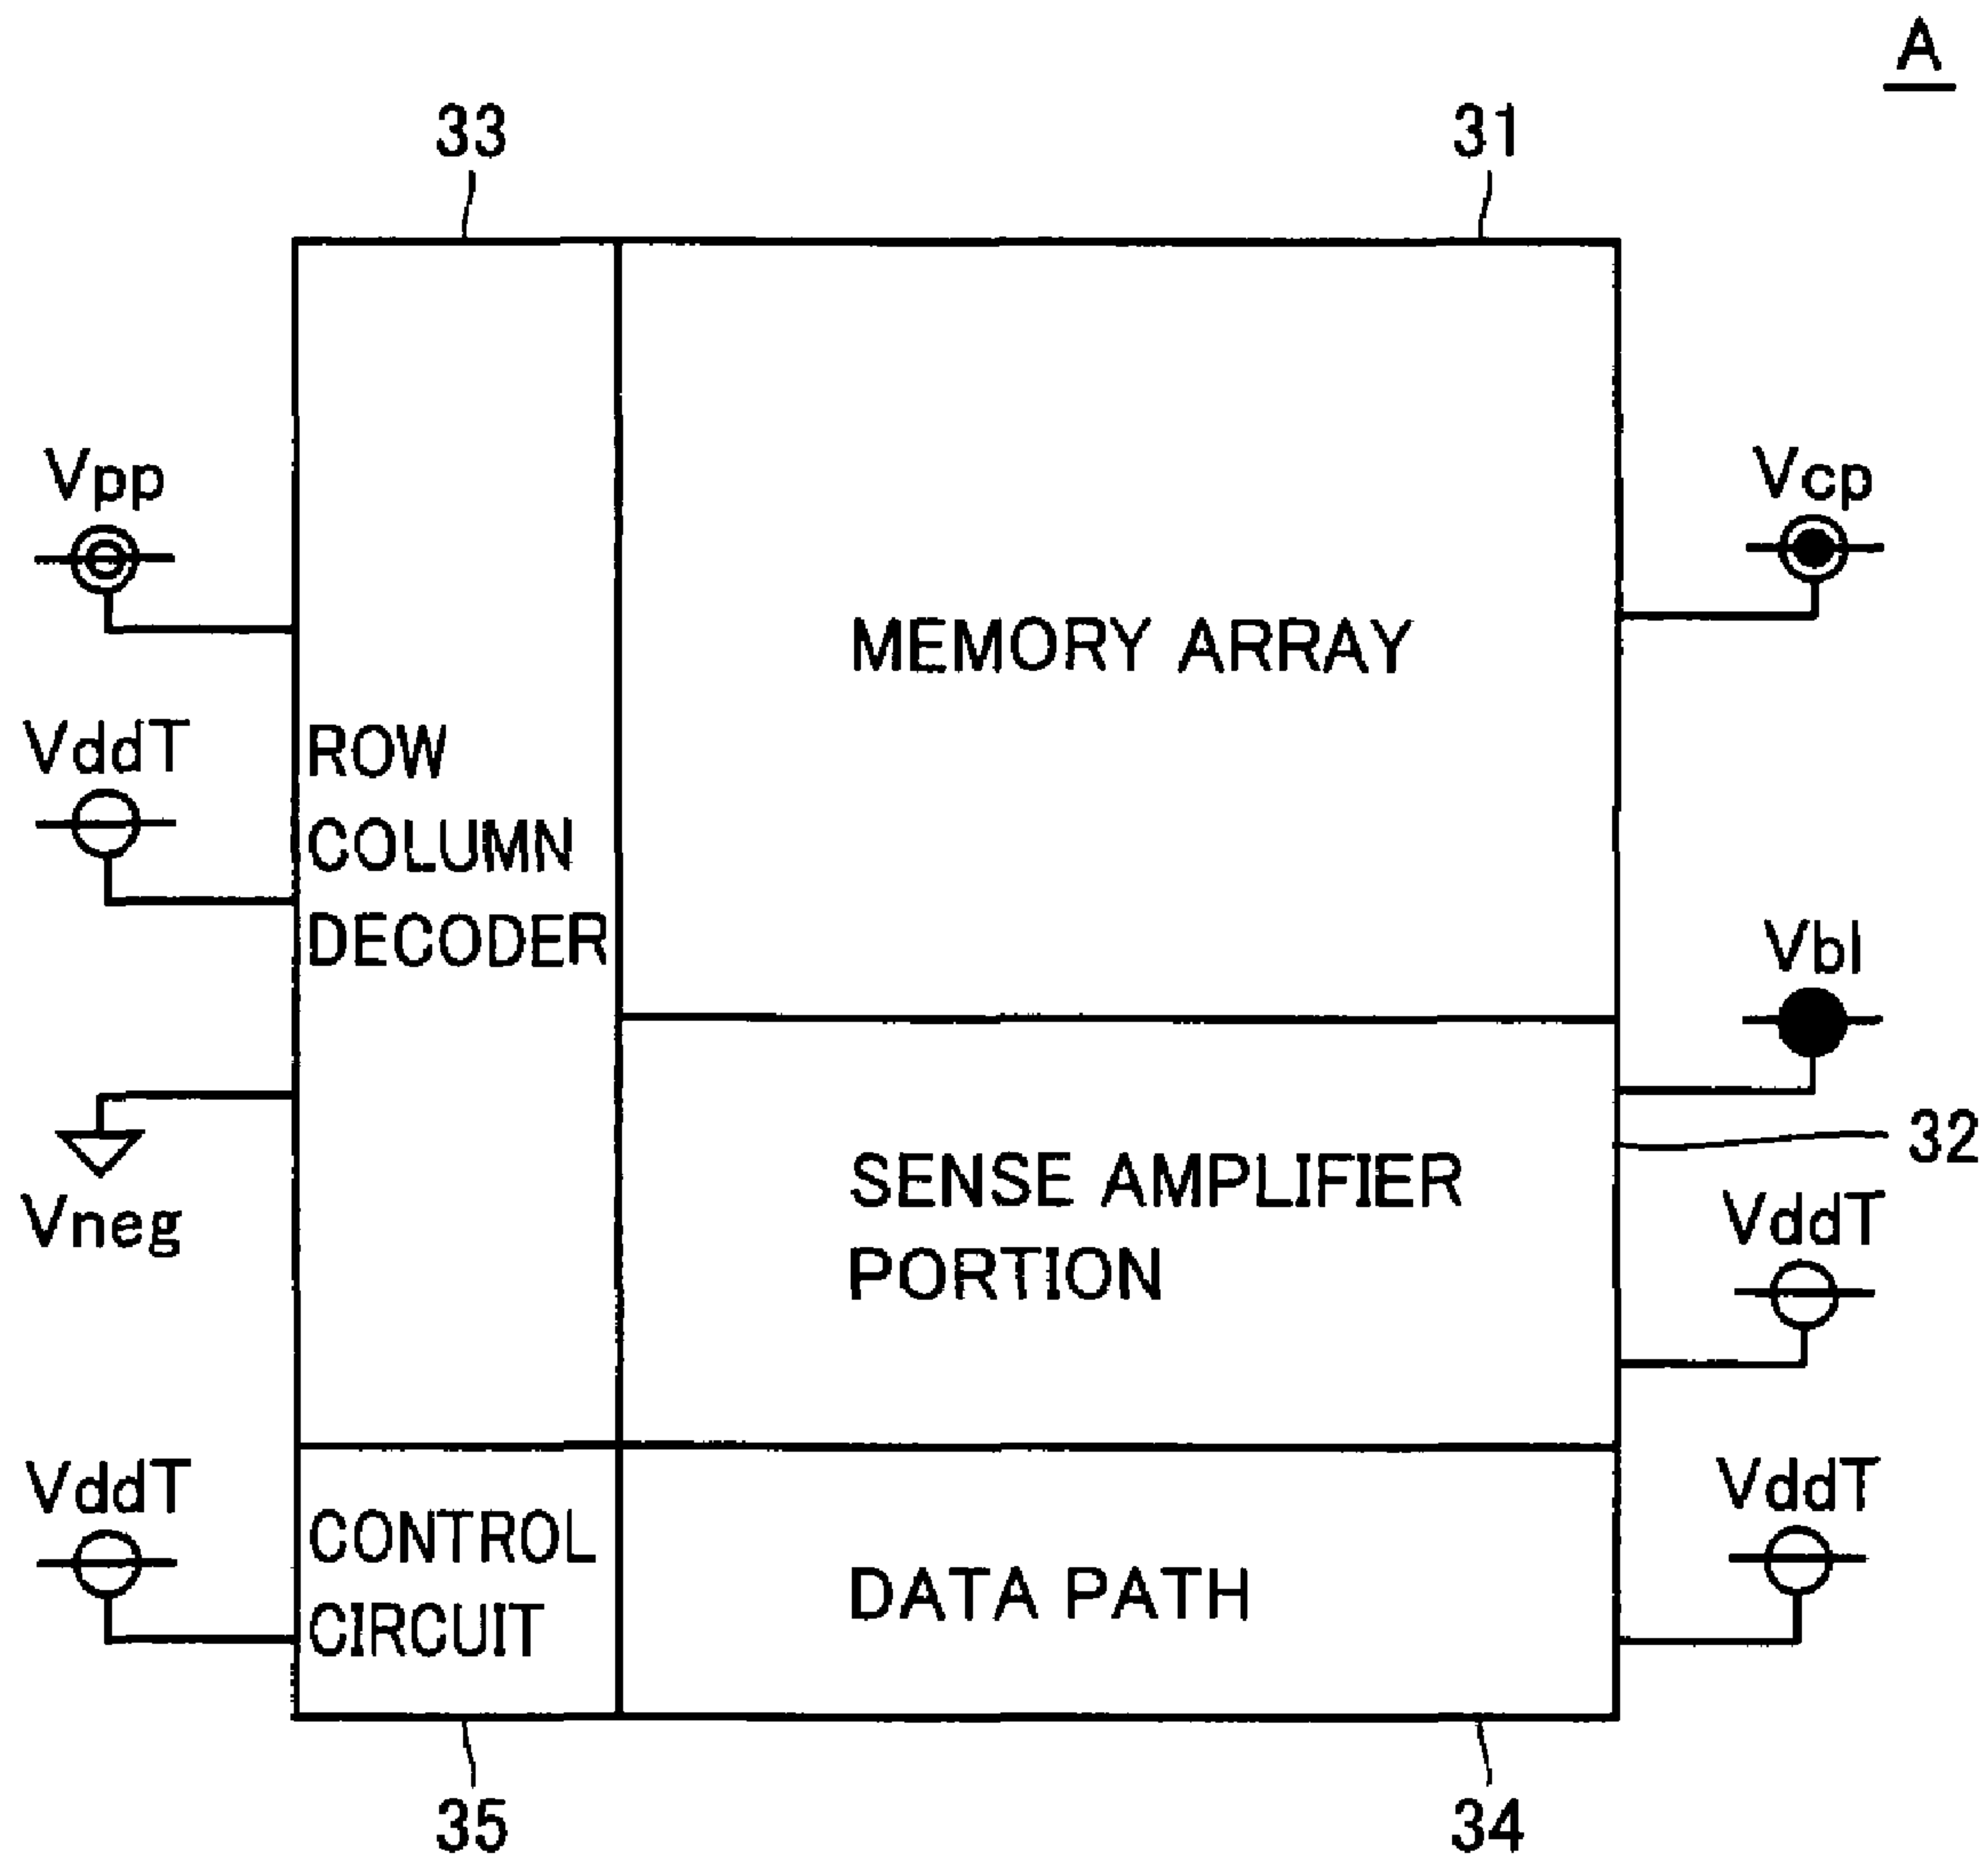 A
33
31
Vpp
Vcp
MEMORY ARRAY
VddT
ROW
COLUMN
DECODER
Vbl
32
Vneg
SENSE AMPLIFIER
PORTION
VddT
VddT
CONTROL
CIRCUIT
DATA PATH
VddT
35
34